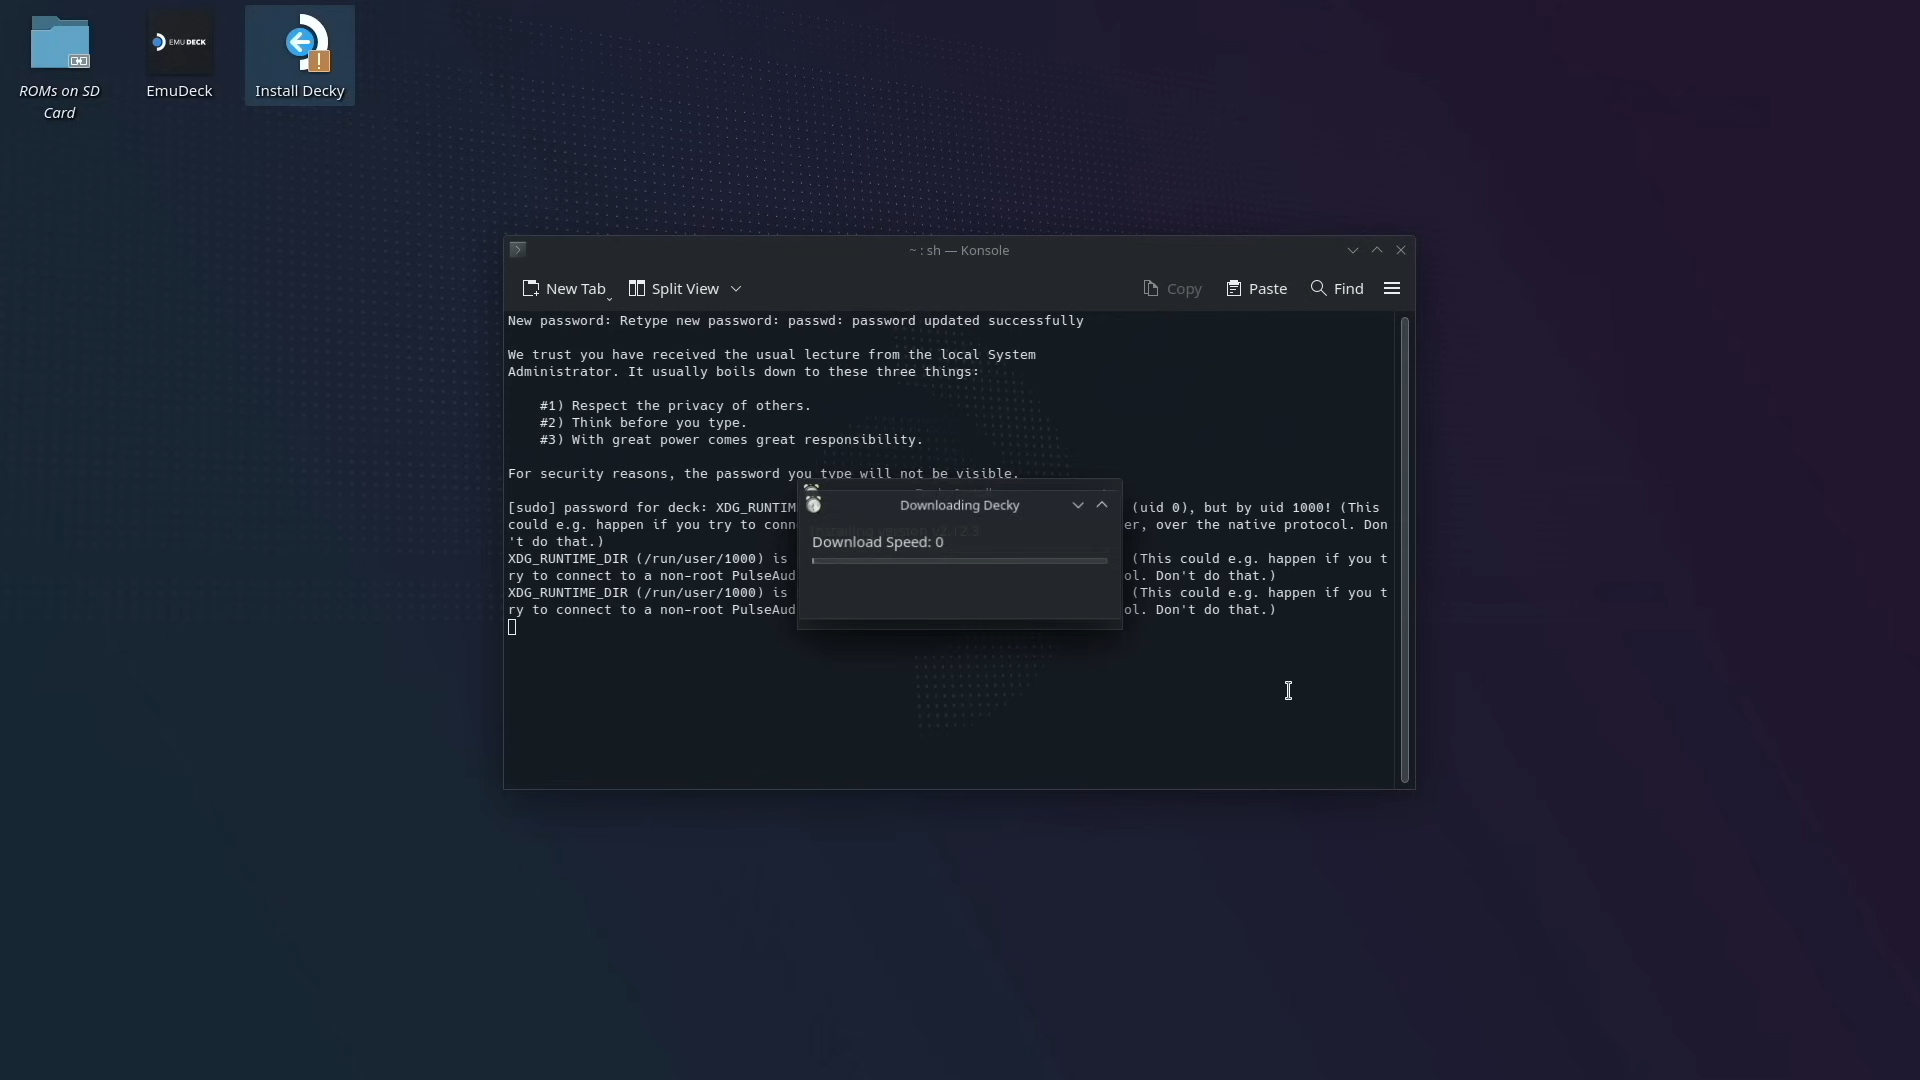 ROMs on SD
Card
EMUDECK
EmuDeck
Install Decky
~ : sh — Konsole
New Tab
Split View
Copy
Paste
Find
New password: Retype new password: passwd: password updated successfully
We trust you have received the usual lecture from the local System
Administrator. It usually boils down to these three things:
#1) Respect the privacy of others.
#2) Think before you type.
#3) With great power comes great responsibility.
For security reasons, the password you type will not be visible.
[sudo] password for deck: XDG_RUNTIM (uid 0), but by uid 1000! (This
could e.g. happen if you try to conn er, over the native protocol. Don
't do that.)
XDG_RUNTIME_DIR (/run/user/1000) is (This could e.g. happen if you t
ry to connect to a non-root PulseAud ol. Don't do that.)
XDG_RUNTIME_DIR (/run/user/1000) is (This could e.g. happen if you t
ry to connect to a non-root PulseAud ol. Don't do that.)
Downloading Decky
Installing version v2.12.3
Download Speed: 0